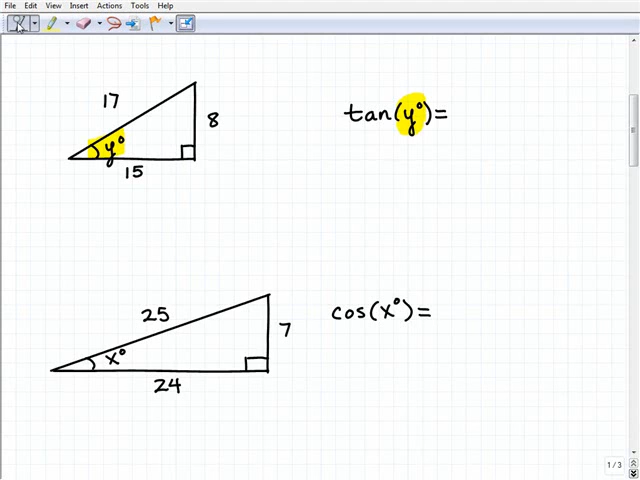 File Edit View Insert Actions Tools Help
17
8
y°
15
tan(y°)=
25
7
x°
24
cos(x°)=
1/3